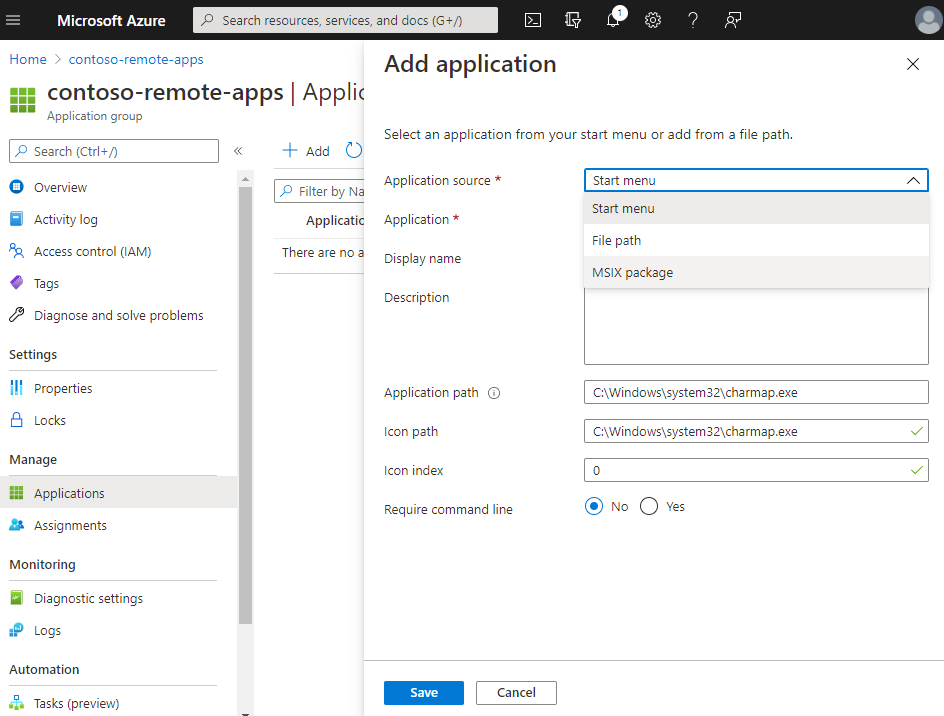 Microsoft Azure
Search resources, services, and docs (G+/)
1
Home > contoso-remote-apps
contoso-remote-apps | Applic
Application group
Search (Ctrl+/)
«
Overview
Activity log
Access control (IAM)
Tags
Diagnose and solve problems
Settings
Properties
Locks
Manage
Applications
Assignments
Monitoring
Diagnostic settings
Logs
Automation
Tasks (preview)
Add
Filter by Na
Applicatio
There are no a
Add application
Select an application from your start menu or add from a file path.
Application source *
Start menu
Start menu
File path
MSIX package
Application *
Display name
Description
Application path
C:\Windows\system32\charmap.exe
Icon path
C:\Windows\system32\charmap.exe
Icon index
0
Require command line
No Yes
Save Cancel